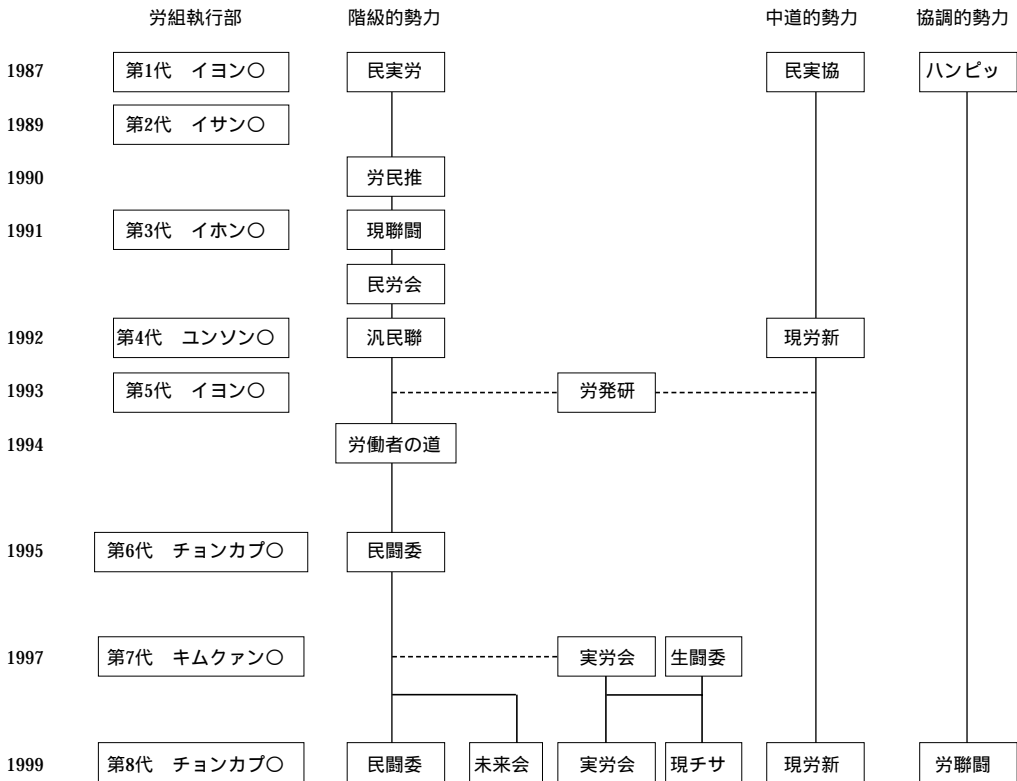 労組執行部 階級的勢力 中道的勢力 協調的勢力
1987 第1代 イヨン○ 民実労 民実協 ハンピッ
1989 第2代 イサン○
1990 労民推
1991 第3代 イホン○ 現聯闘
民労会
1992 第4代 ユンソン○ 汎民聯 現労新
1993 第5代 イヨン○ 労発研
1994 労働者の道
1995 第6代 チョンカプ○ 民闘委
1997 第7代 キムクァン○ 実労会 生闘委
1999 第8代 チョンカプ○ 民闘委 未来会 実労会 現チサ 現労新 労聯闘